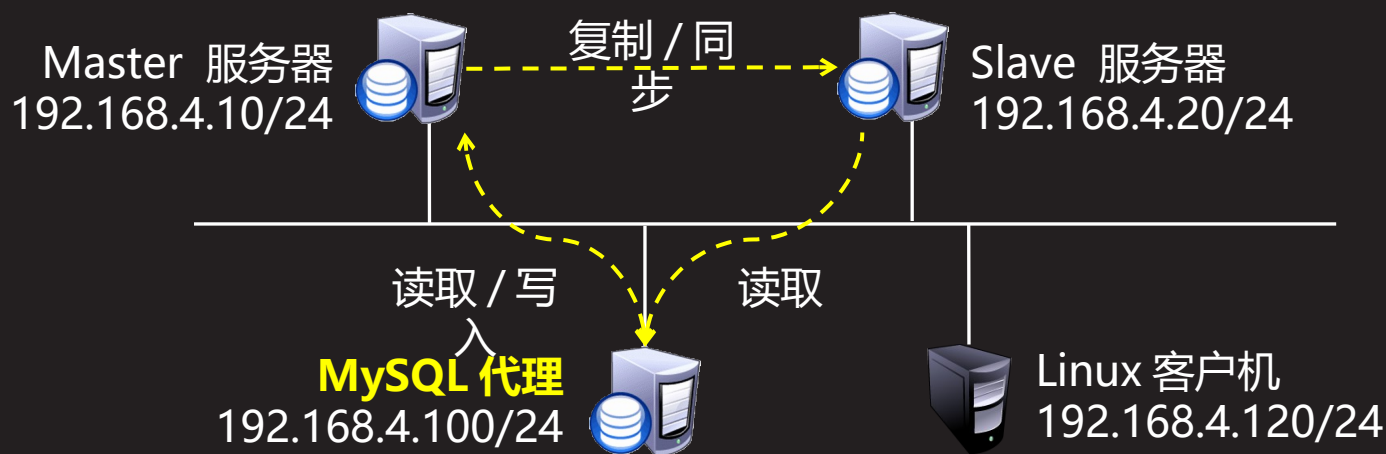 Master 服务器
192.168.4.10/24
复制 / 同
步
Slave 服务器
192.168.4.20/24
读取 / 写
入
读取
MySQL 代理
192.168.4.100/24
Linux 客户机
192.168.4.120/24